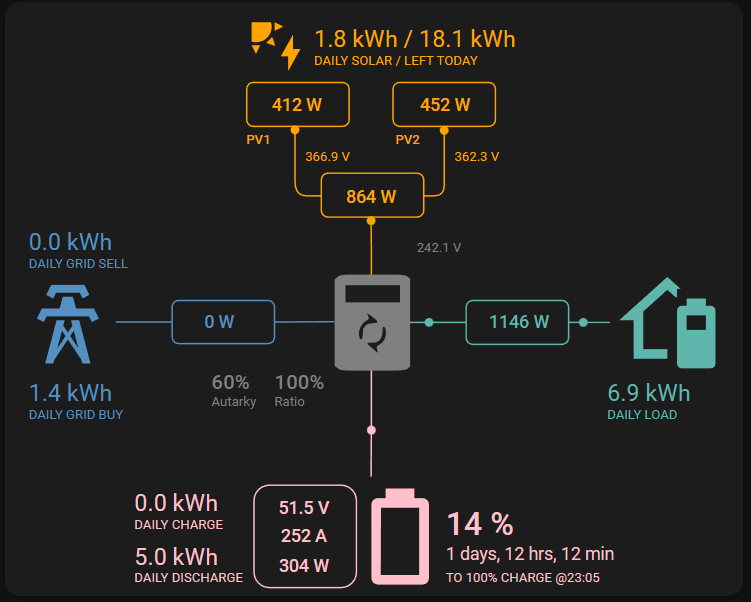 1.8 kWh / 18.1 kWh
DAILY SOLAR / LEFT TODAY
412 W
452 W
PV1
PV2
366.9 V
362.3 V
864 W
242.1 V
0.0 kWh
DAILY GRID SELL
0 W
1146 W
60%
Autarky
100%
Ratio
1.4 kWh
DAILY GRID BUY
6.9 kWh
DAILY LOAD
0.0 kWh
DAILY CHARGE
5.0 kWh
DAILY DISCHARGE
51.5 V
252 A
304 W
14 %
1 days, 12 hrs, 12 min
TO 100% CHARGE @23:05